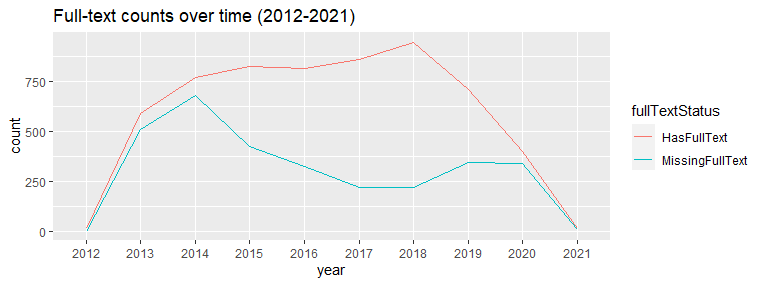 Full-text counts over time (2012-2021)
750
500
250
0
count
2012 2013 2014 2015 2016 2017 2018 2019 2020 2021
year
fullTextStatus
HasFullText
MissingFullText